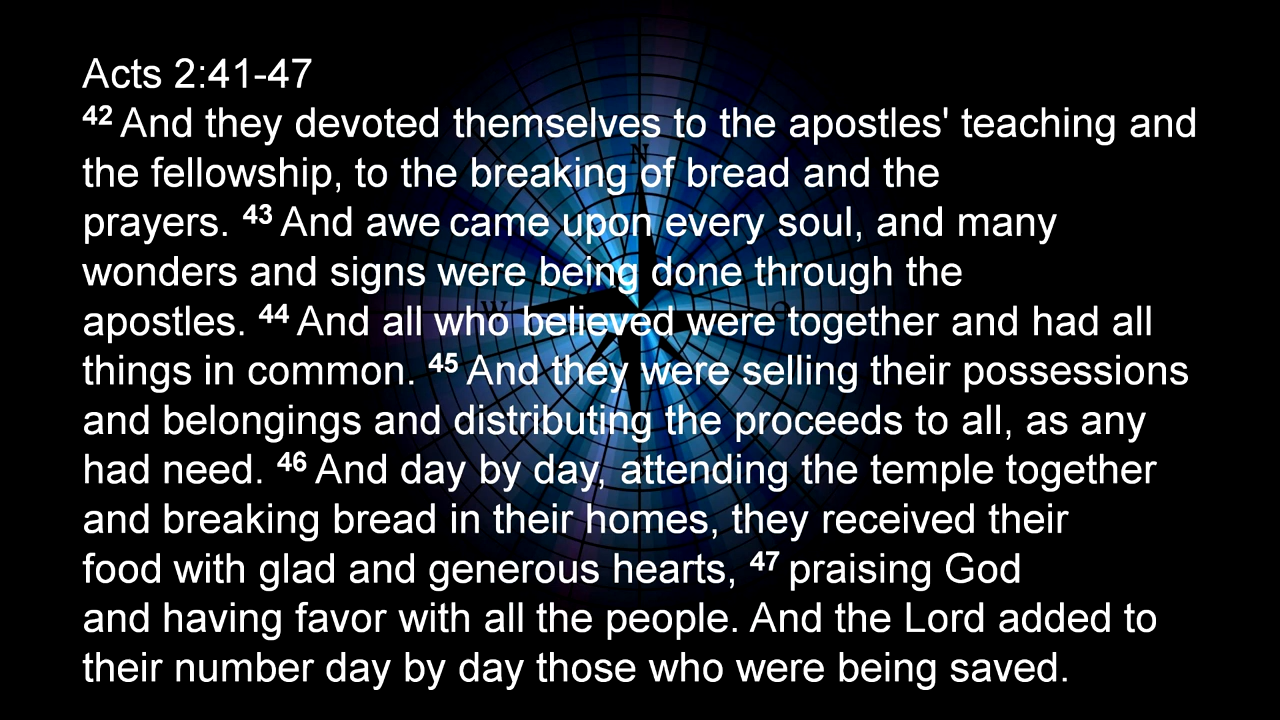 Acts 2:41-47
42 And they devoted themselves to the apostles' teaching and
the fellowship, to the breaking of bread and the
prayers. 43 And awe came upon every soul, and many
wonders and signs were being done through the
apostles. 44 And all who believed were together and had all
things in common. 45 And they were selling their possessions
and belongings and distributing the proceeds to all, as any
had need. 46 And day by day, attending the temple together
and breaking bread in their homes, they received their
food with glad and generous hearts, 47 praising God
and having favor with all the people. And the Lord added to
their number day by day those who were being saved.
N
W
O